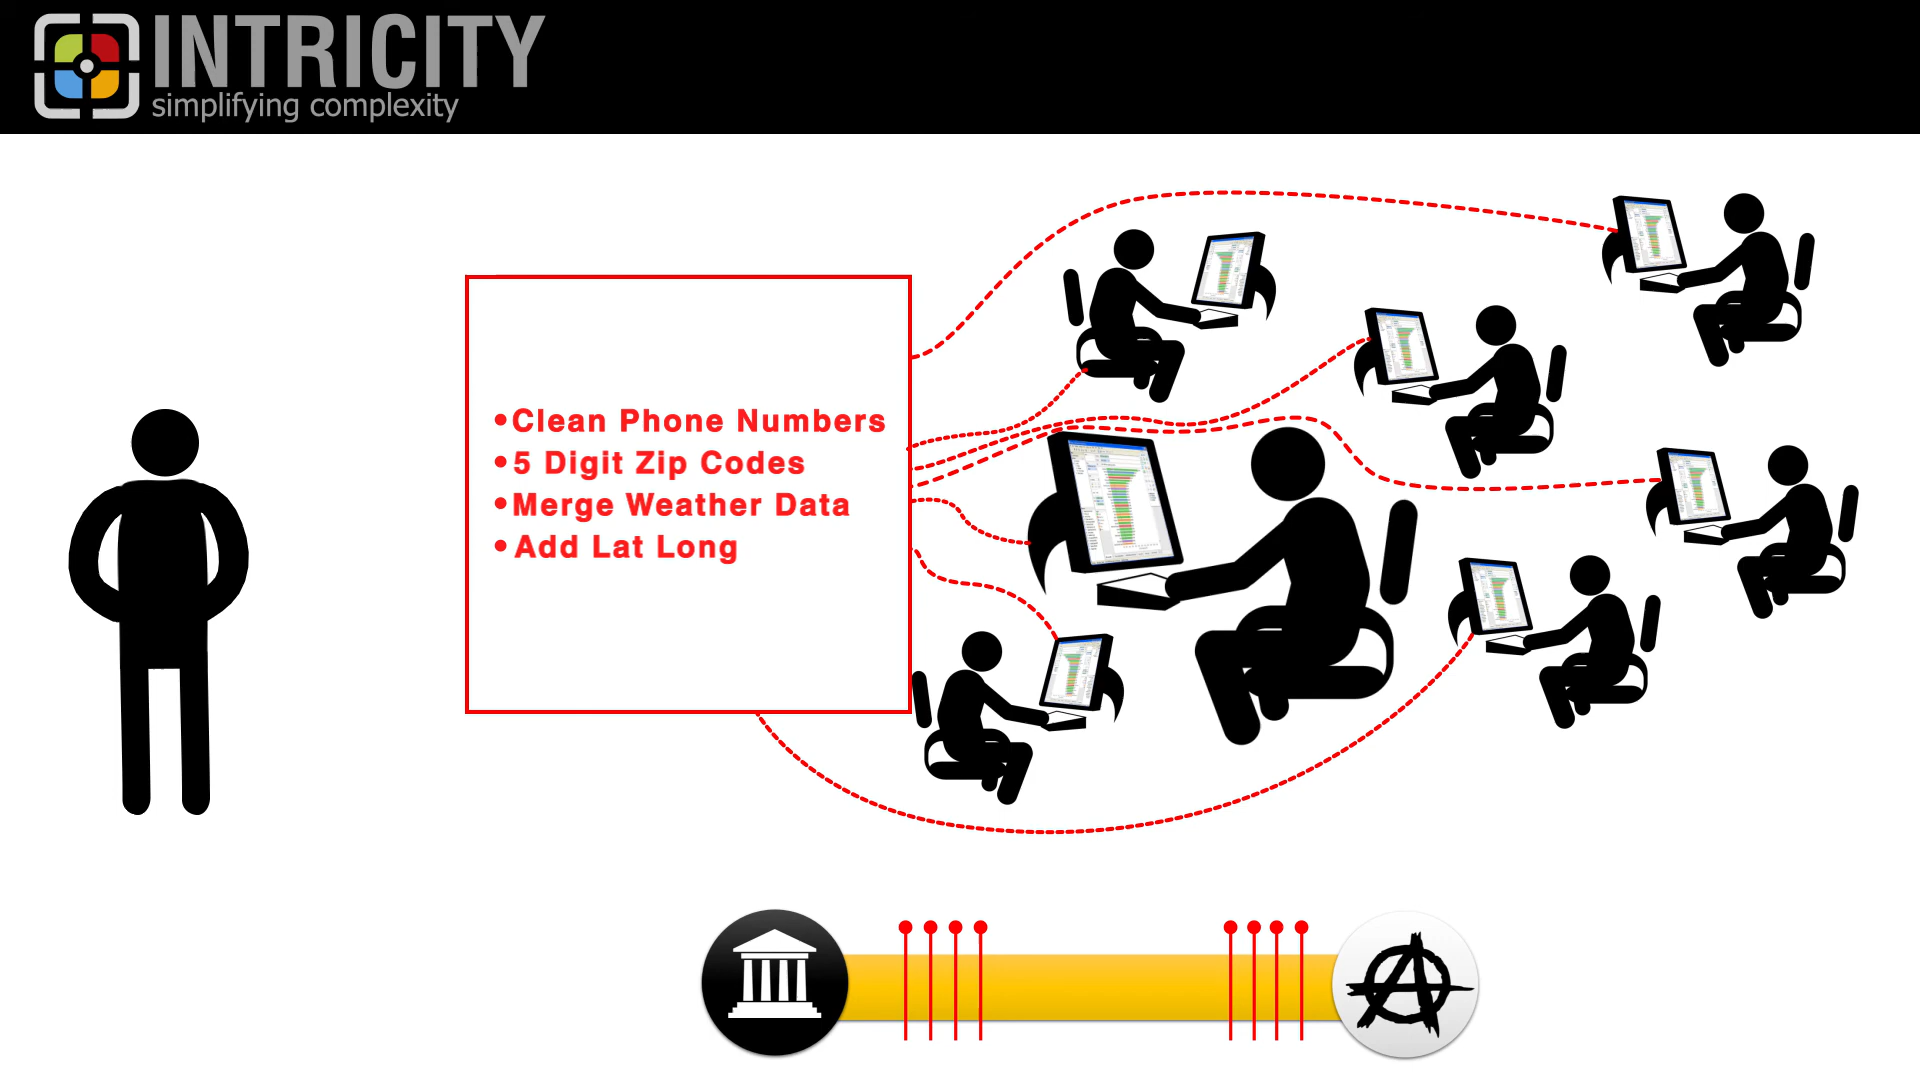 INTRICITY
simplifying complexity
•Clean Phone Numbers
•5 Digit Zip Codes
•Merge Weather Data
•Add Lat Long